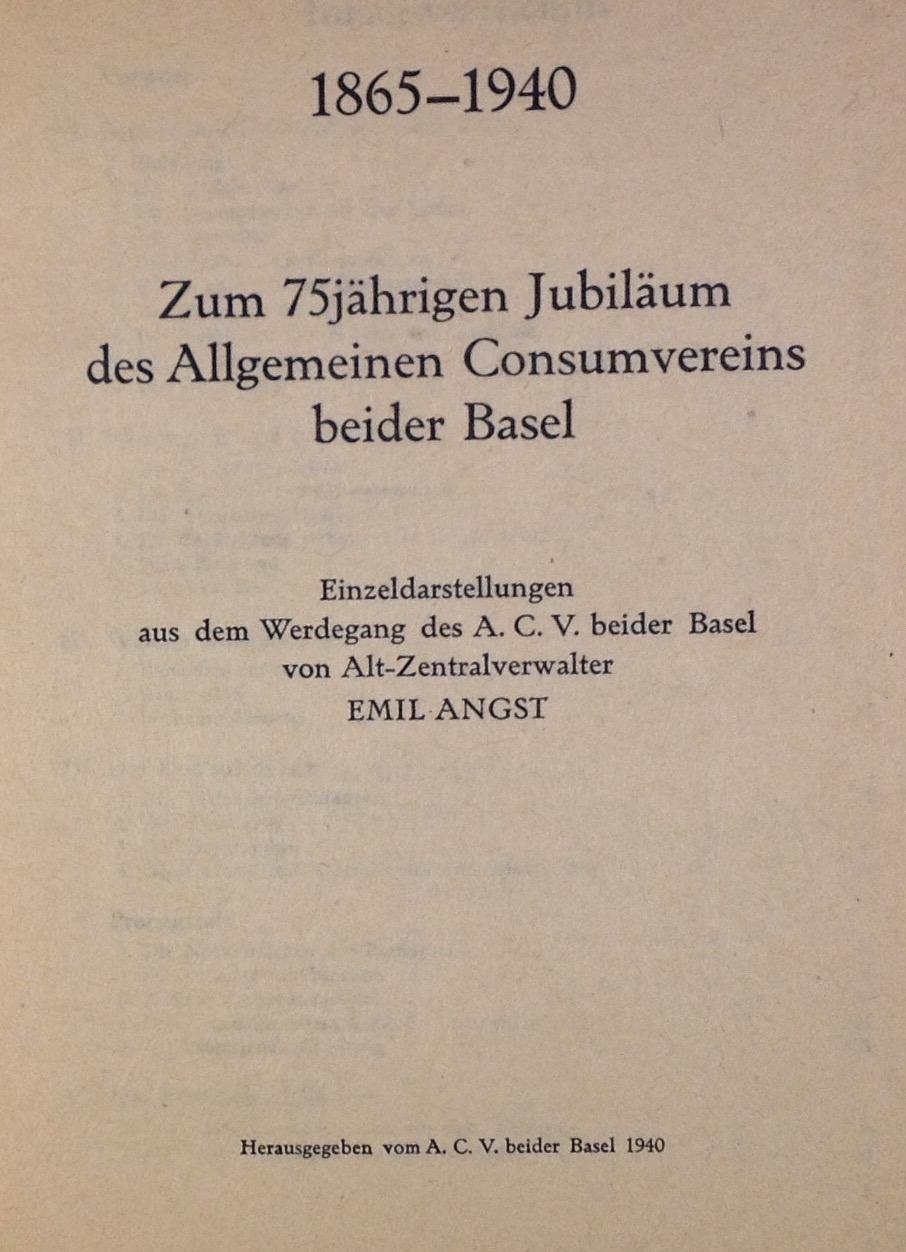 1865–1940
Zum 75jährigen Jubiläum
des Allgemeinen Consumvereins
beider Basel
Einzeldarstellungen
aus dem Werdegang des A. C. V. beider Basel
von Alt-Zentralverwalter
EMIL ANGST
Herausgegeben vom A. C. V. beider Basel 1940